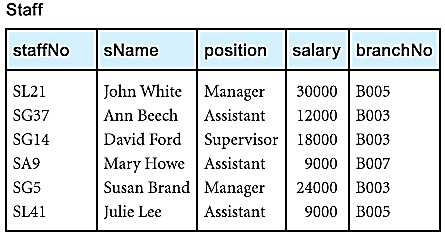 Staff
staffNo sName position salary branchNo
SL21 John White Manager 30000 B005
SG37 Ann Beech Assistant 12000 B003
SG14 David Ford Supervisor 18000 B003
SA9 Mary Howe Assistant 9000 B007
SG5 Susan Brand Manager 24000 B003
SL41 Julie Lee Assistant 9000 B005